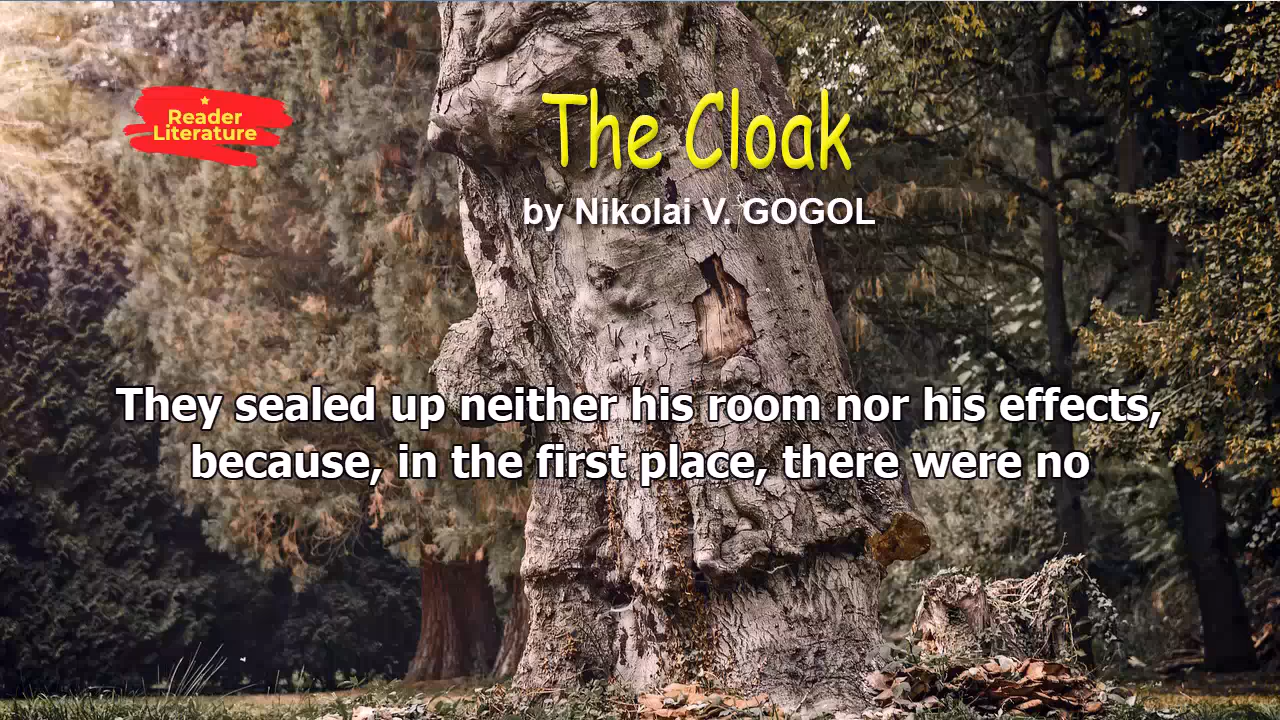 Reader
Literature
The Cloak
by Nikolai V. GOGOL
They sealed up neither his room nor his effects,
because, in the first place, there were no